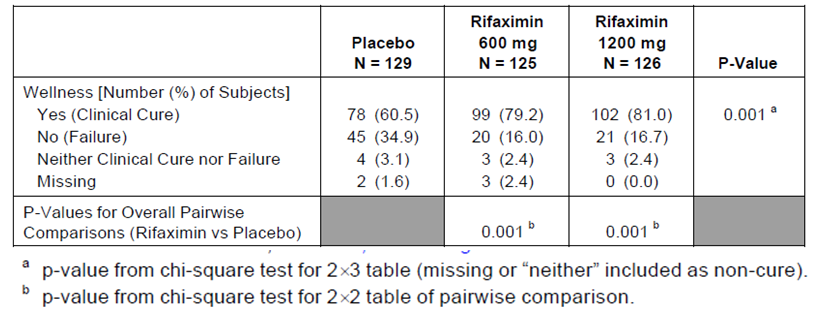 Placebo
N = 129
Rifaximin
600 mg
N = 125
Rifaximin
1200 mg
N = 126
P-Value
Wellness [Number (%) of Subjects]
Yes (Clinical Cure) 78 (60.5) 99 (79.2) 102 (81.0) 0.001 a
No (Failure) 45 (34.9) 20 (16.0) 21 (16.7)
Neither Clinical Cure nor Failure 4 (3.1) 3 (2.4) 3 (2.4)
Missing 2 (1.6) 3 (2.4) 0 (0.0)
P-Values for Overall Pairwise
Comparisons (Rifaximin vs Placebo) 0.001 b 0.001 b
a p-value from chi-square test for 2×3 table (missing or “neither” included as non-cure).
b p-value from chi-square test for 2×2 table of pairwise comparison.